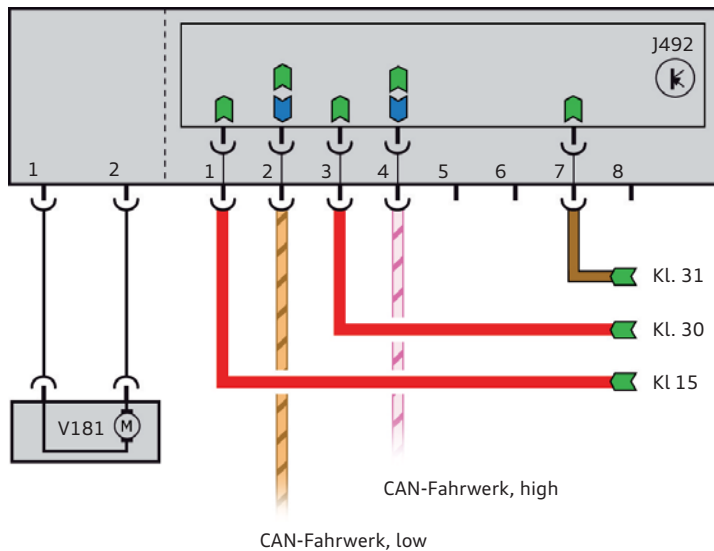 J492
1 2 1 2 3 4 5 6 7 8
Kl. 31
Kl. 30
Kl 15
V181 M
CAN-Fahrwerk, high
CAN-Fahrwerk, low